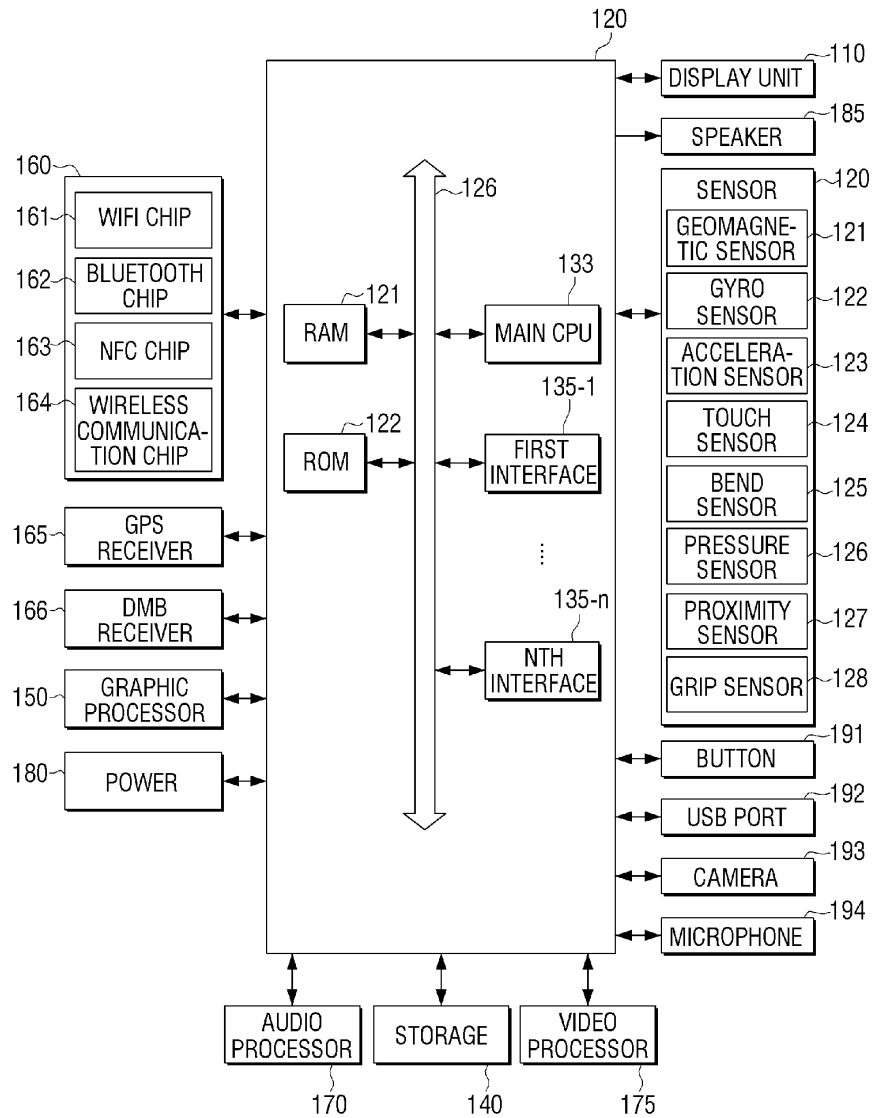 120
110
DISPLAY UNIT
185
SPEAKER
160
161
WIFI CHIP
162
BLUETOOTH
CHIP
163
NFC CHIP
164
WIRELESS
COMMUNICA-
TION CHIP
165
GPS
RECEIVER
166
DMB
RECEIVER
150
GRAPHIC
PROCESSOR
180
POWER
126
121
RAM
133
MAIN CPU
122
ROM
135-1
FIRST
INTERFACE
135-n
NTH
INTERFACE
120
SENSOR
GEOMAGNE-
TIC SENSOR
121
GYRO
SENSOR
122
ACCELERA-
TION SENSOR
123
TOUCH
SENSOR
124
BEND
SENSOR
125
PRESSURE
SENSOR
126
PROXIMITY
SENSOR
127
GRIP SENSOR
128
191
BUTTON
192
USB PORT
193
CAMERA
194
MICROPHONE
AUDIO
PROCESSOR
170
STORAGE
140
VIDEO
PROCESSOR
175